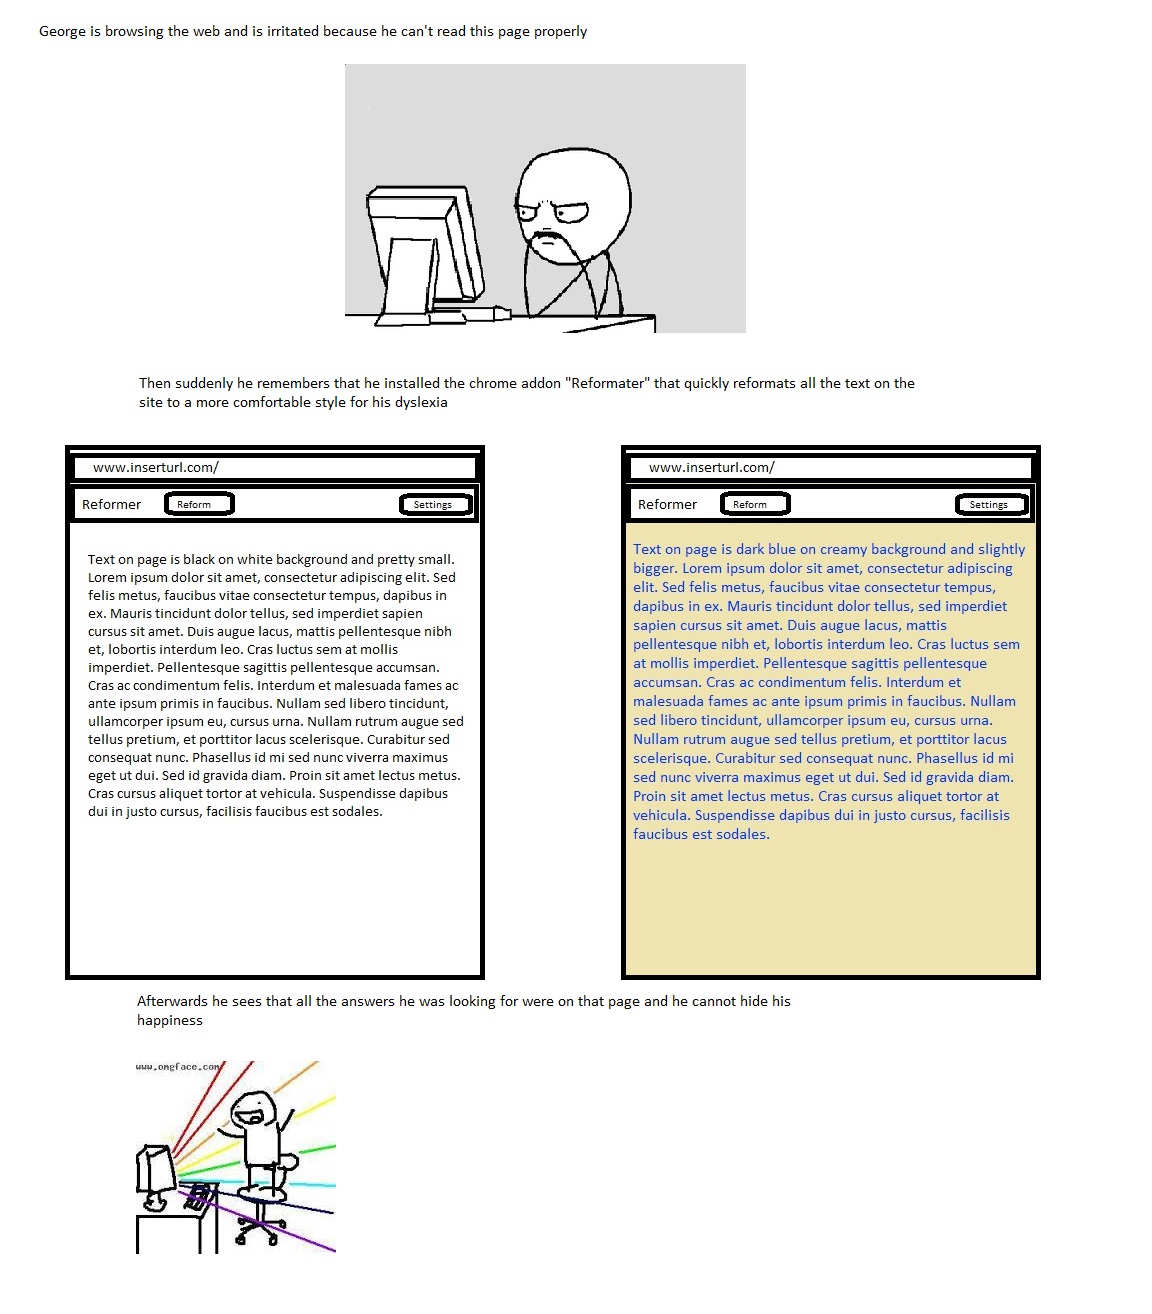 George is browsing the web and is irritated because he can't read this page properly
Then suddenly he remembers that he installed the chrome addon "Reformater" that quickly reformats all the text on the
site to a more comfortable style for his dyslexia
www.inserturl.com/
Reformer Reform Settings
Text on page is black on white background and pretty small.
Lorem ipsum dolor sit amet, consectetur adipiscing elit. Sed
felis metus, faucibus vitae consectetur tempus, dapibus in
ex. Mauris tincidunt dolor tellus, sed imperdiet sapien
cursus sit amet. Duis augue lacus, mattis pellentesque nibh
et, lobortis interdum leo. Cras luctus sem at mollis
imperdiet. Pellentesque sagittis pellentesque accumsan.
Cras ac condimentum felis. Interdum et malesuada fames ac
ante ipsum primis in faucibus. Nullam sed libero tincidunt,
ullamcorper ipsum eu, cursus urna. Nullam rutrum augue sed
tellus pretium, et porttitor lacus scelerisque. Curabitur sed
consequat nunc. Phasellus id mi sed nunc viverra maximus
eget ut dui. Sed id gravida diam. Proin sit amet lectus metus.
Cras cursus aliquet tortor at vehicula. Suspendisse dapibus
dui in justo cursus, facilisis faucibus est sodales.
www.inserturl.com/
Reformer Reform Settings
Text on page is dark blue on creamy background and slightly
bigger. Lorem ipsum dolor sit amet, consectetur adipiscing
elit. Sed felis metus, faucibus vitae consectetur tempus,
dapibus in ex. Mauris tincidunt dolor tellus, sed imperdiet
sapien cursus sit amet. Duis augue lacus, mattis
pellentesque nibh et, lobortis interdum leo. Cras luctus sem
at mollis imperdiet. Pellentesque sagittis pellentesque
accumsan. Cras ac condimentum felis. Interdum et
malesuada fames ac ante ipsum primis in faucibus. Nullam
sed libero tincidunt, ullamcorper ipsum eu, cursus urna.
Nullam rutrum augue sed tellus pretium, et porttitor lacus
scelerisque. Curabitur sed consequat nunc. Phasellus id mi
sed nunc viverra maximus eget ut dui. Sed id gravida diam.
Proin sit amet lectus metus. Cras cursus aliquet tortor at
vehicula. Suspendisse dapibus dui in justo cursus, facilisis
faucibus est sodales.
Afterwards he sees that all the answers he was looking for were on that page and he cannot hide his
happiness
www.omgface.com